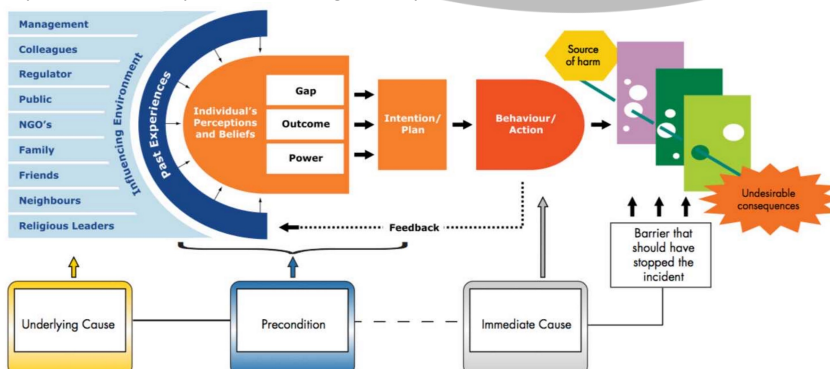 Management
Colleagues
Regulator
Public
NGO's
Family
Friends
Neighbours
Religious Leaders
Influencing Environment
Past Experiences
Individual's
Perceptions
and Beliefs
Gap
Outcome
Power
Intention/
Plan
Behaviour/
Action
Source
of harm
Undesirable
consequences
Feedback
Barrier that
should have
stopped the
incident
Underlying Cause
Precondition
Immediate Cause